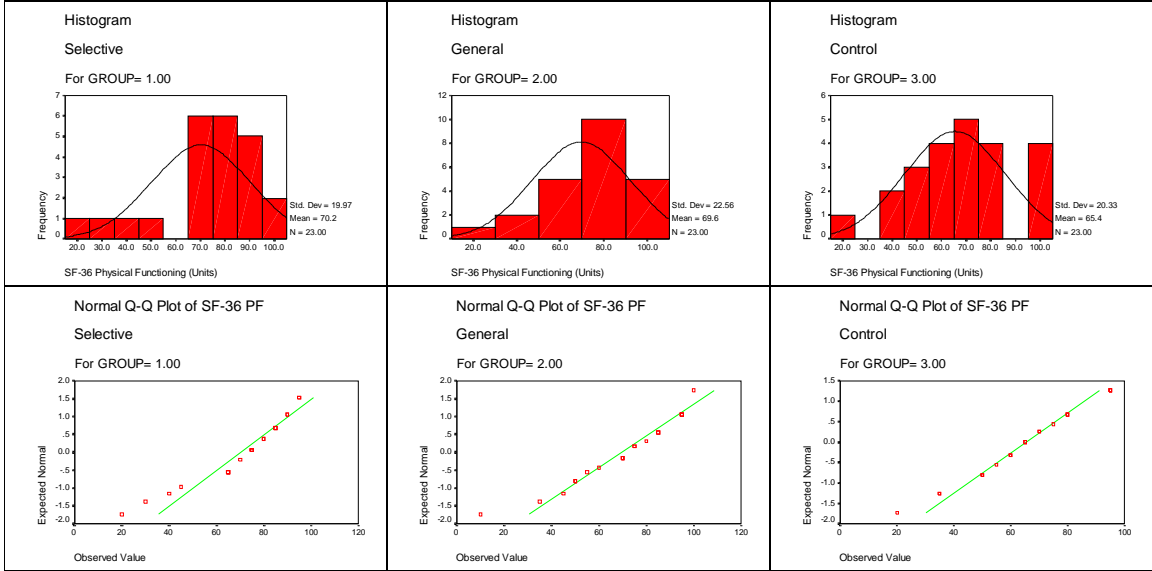 Histogram
Selective
For GROUP= 1.00
7
6
5
4
3
2
1
0
Frequency
20.0 30.0 40.0 50.0 60.0 70.0 80.0 90.0 100.0
Std. Dev = 19.97
Mean = 70.2
N = 23.00
SF-36 Physical Functioning (Units)
Histogram
General
For GROUP= 2.00
12
10
8
6
4
2
0
Frequency
20.0 40.0 60.0 80.0 100.0
Std. Dev = 22.56
Mean = 69.6
N = 23.00
SF-36 Physical Functioning (Units)
Histogram
Control
For GROUP= 3.00
6
5
4
3
2
1
0
Frequency
20.0 30.0 40.0 50.0 60.0 70.0 80.0 90.0 100.0
Std. Dev = 20.33
Mean = 65.4
N = 23.00
SF-36 Physical Functioning (Units)
Normal Q-Q Plot of SF-36 PF
Selective
For GROUP= 1.00
2.0
1.5
1.0
.5
0.0
-.5
-1.0
-1.5
-2.0
Expected Normal
0 20 40 60 80 100 120
Observed Value
Normal Q-Q Plot of SF-36 PF
General
For GROUP= 2.00
2.0
1.5
1.0
.5
0.0
-.5
-1.0
-1.5
-2.0
Expected Normal
0 20 40 60 80 100 120
Observed Value
Normal Q-Q Plot of SF-36 PF
Control
For GROUP= 3.00
1.5
1.0
.5
0.0
-.5
-1.0
-1.5
-2.0
Expected Normal
0 20 40 60 80 100
Observed Value